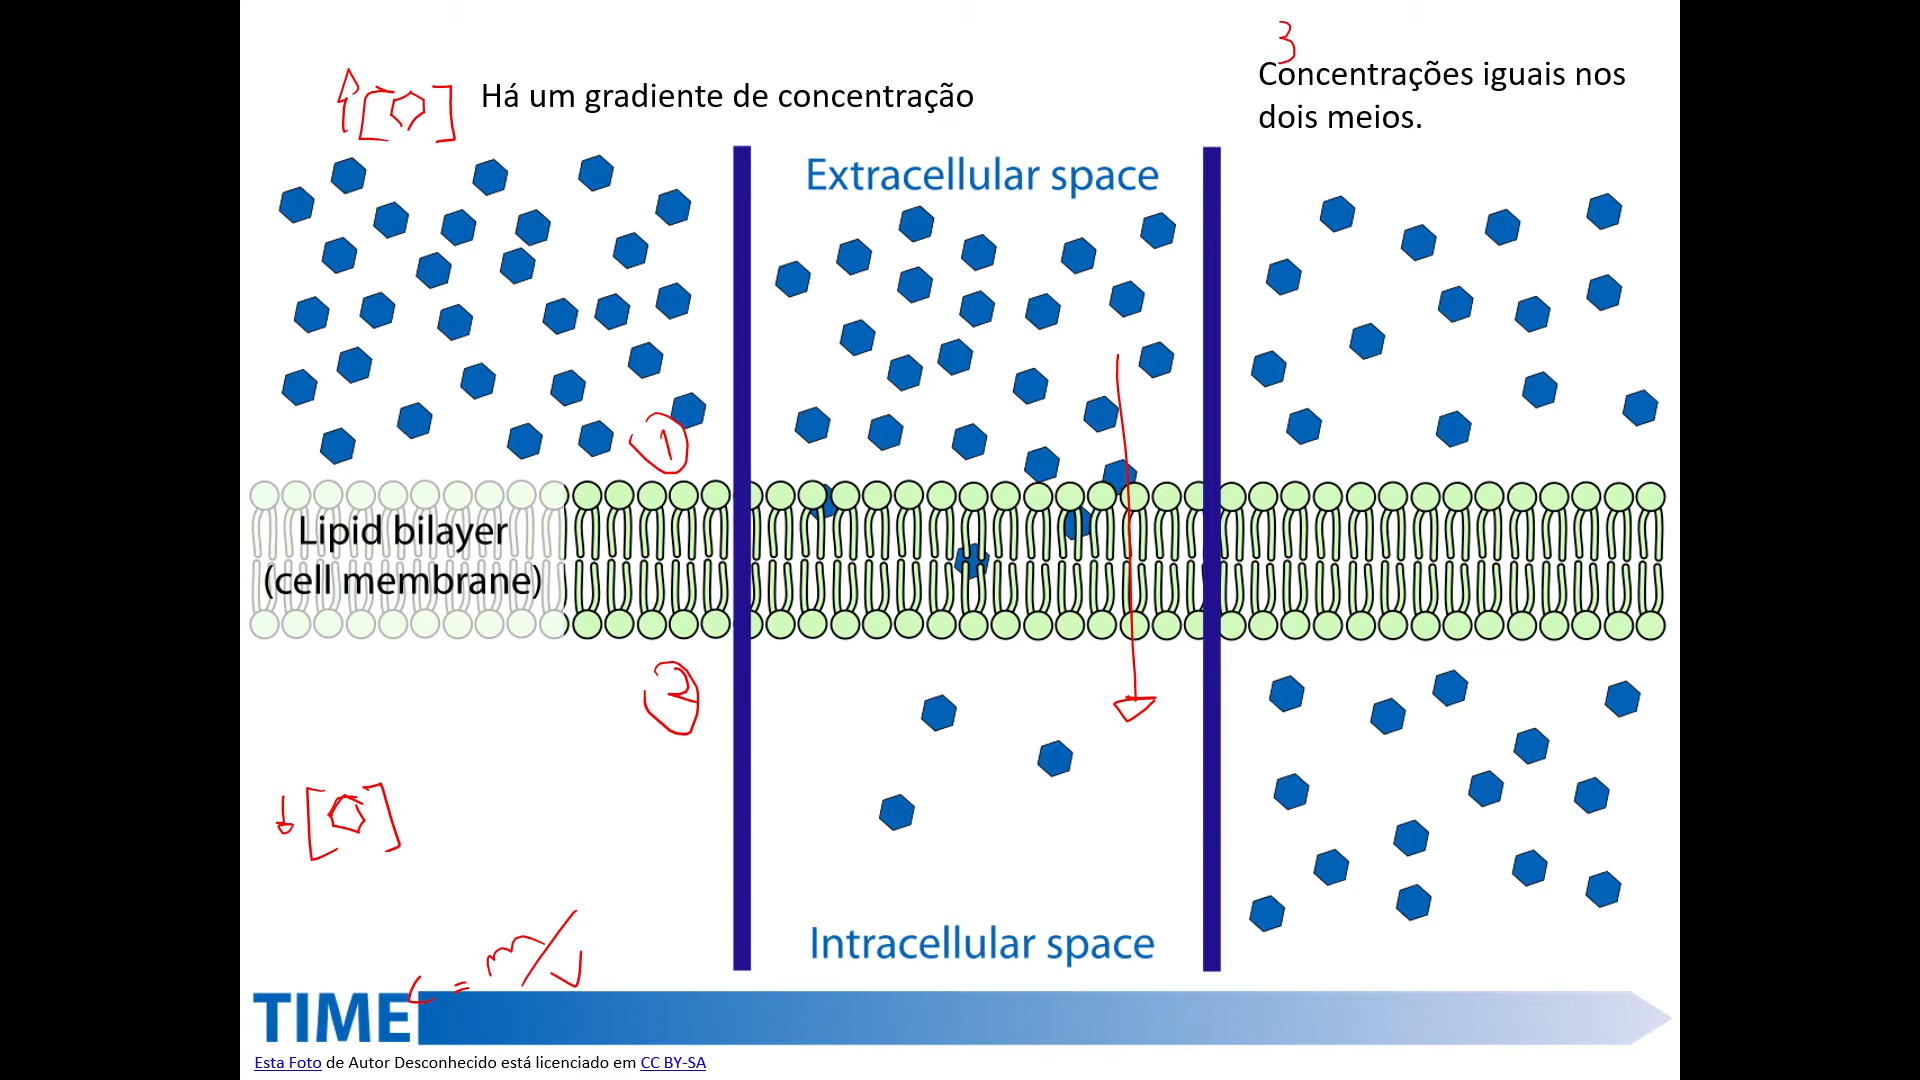 3
Há um gradiente de concentração
Concentrações iguais nos
dois meios.
Extracellular space
1
Lipid bilayer
(cell membrane)
2
Intracellular space
c = m/v
TIME
Esta Foto de Autor Desconhecido está licenciado em CC BY-SA